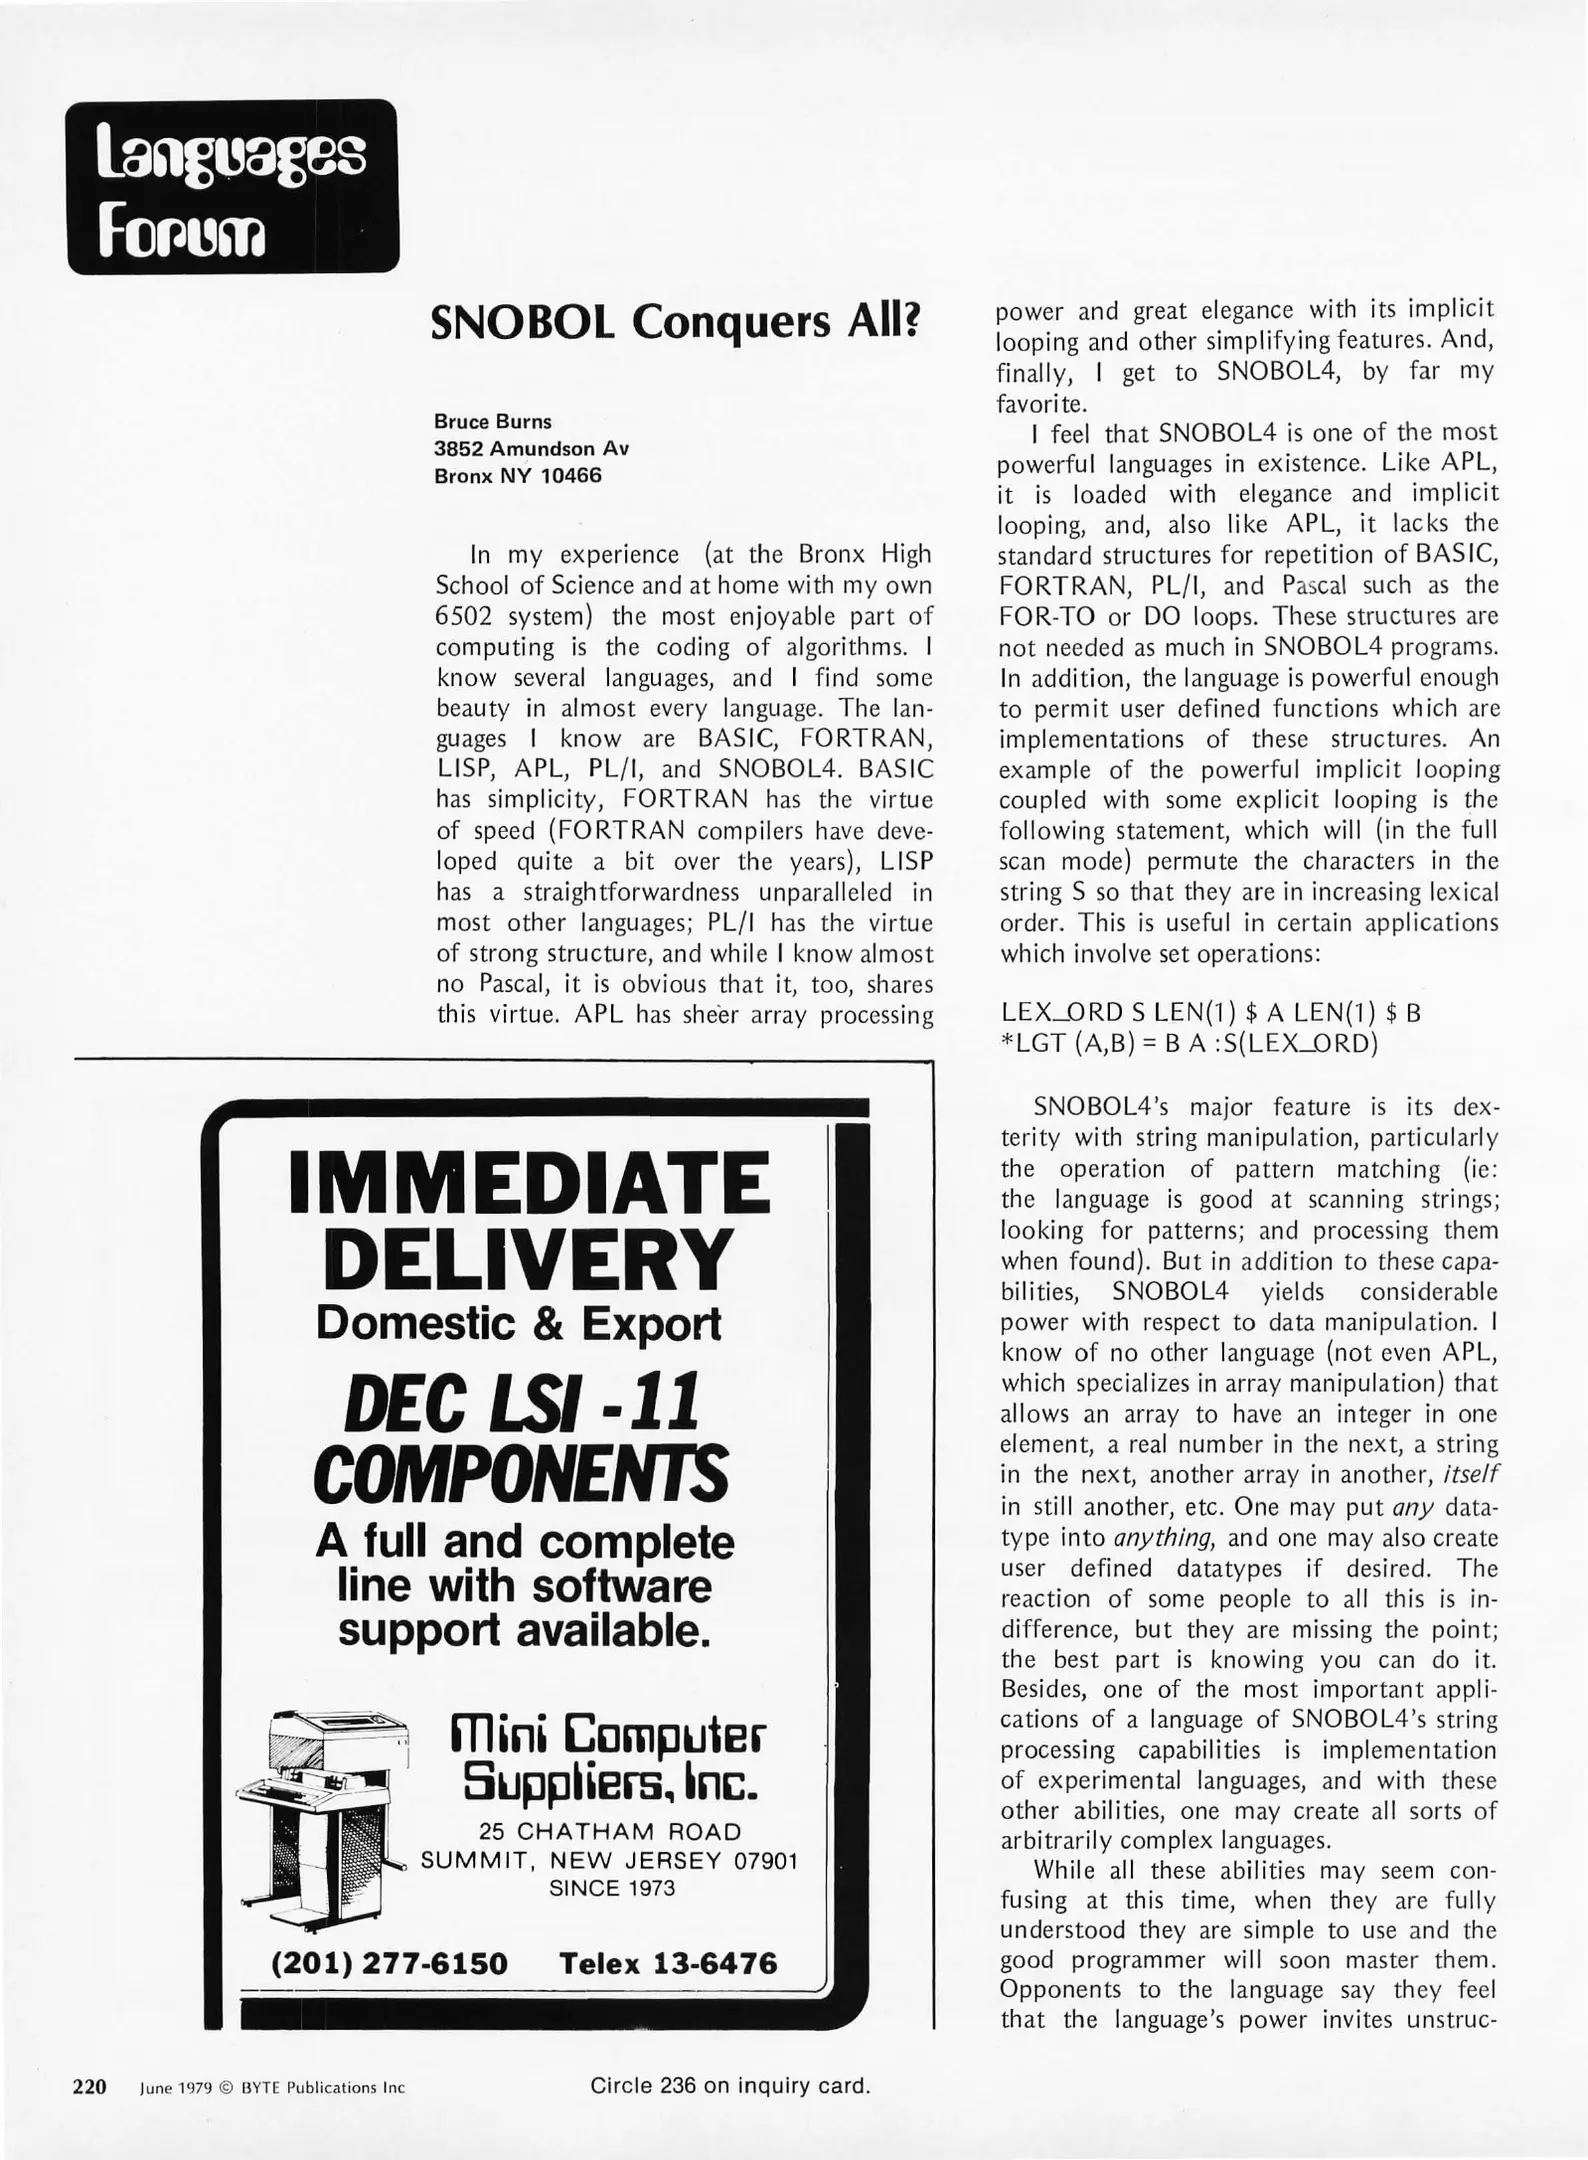 Languages
Forum
SNOBOL Conquers All?
Bruce Burns
3852 Amundson Av
Bronx NY 10466
In my experience (at the Bronx High
School of Science and at home with my own
6502 system) the most enjoyable part of
computing is the coding of algorithms. I
know several languages, and I find some
beauty in almost every language. The lan-
guages I know are BASIC, FORTRAN,
LISP, APL, PL/I, and SNOBOL4. BASIC
has simplicity, FORTRAN has the virtue
of speed (FORTRAN compilers have deve-
loped quite a bit over the years), LISP
has a straightforwardness unparalleled in
most other languages; PL/I has the virtue
of strong structure, and while I know almost
no Pascal, it is obvious that it, too, shares
this virtue. APL has sheer array processing
power and great elegance with its implicit
looping and other simplifying features. And,
finally, I get to SNOBOL4, by far my
favorite.
I feel that SNOBOL4 is one of the most
powerful languages in existence. Like APL,
it is loaded with elegance and implicit
looping, and, also like APL, it lacks the
standard structures for repetition of BASIC,
FORTRAN, PL/I, and Pascal such as the
FOR-TO or DO loops. These structures are
not needed as much in SNOBOL4 programs.
In addition, the language is powerful enough
to permit user defined functions which are
implementations of these structures. An
example of the powerful implicit looping
coupled with some explicit looping is the
following statement, which will (in the full
scan mode) permute the characters in the
string S so that they are in increasing lexical
order. This is useful in certain applications
which involve set operations:
LEX_ORD S LEN(1) $ A LEN(1) $ B
*LGT (A,B) = B A :S(LEX_ORD)
SNOBOL4's major feature is its dex-
terity with string manipulation, particularly
the operation of pattern matching (ie:
the language is good at scanning strings;
looking for patterns; and processing them
when found). But in addition to these capa-
bilities, SNOBOL4 yields considerable
power with respect to data manipulation. I
know of no other language (not even APL,
which specializes in array manipulation) that
allows an array to have an integer in one
element, a real number in the next, a string
in the next, another array in another, itself
in still another, etc. One may put any data-
type into anything, and one may also create
user defined datatypes if desired. The
reaction of some people to all this is in-
difference, but they are missing the point;
the best part is knowing you can do it.
Besides, one of the most important appli-
cations of a language of SNOBOL4's string
processing capabilities is implementation
of experimental languages, and with these
other abilities, one may create all sorts of
arbitrarily complex languages.
While all these abilities may seem con-
fusing at this time, when they are fully
understood they are simple to use and the
good programmer will soon master them.
Opponents to the language say they feel
that the language's power invites unstruc-
IMMEDIATE
DELIVERY
Domestic & Export
DEC LSI -11
COMPONENTS
A full and complete
line with software
support available.
Mini Computer
Suppliers, Inc.
25 CHATHAM ROAD
SUMMIT, NEW JERSEY 07901
SINCE 1973
(201) 277-6150 Telex 13-6476
220 June 1979 © BYTE Publications Inc
Circle 236 on inquiry card.